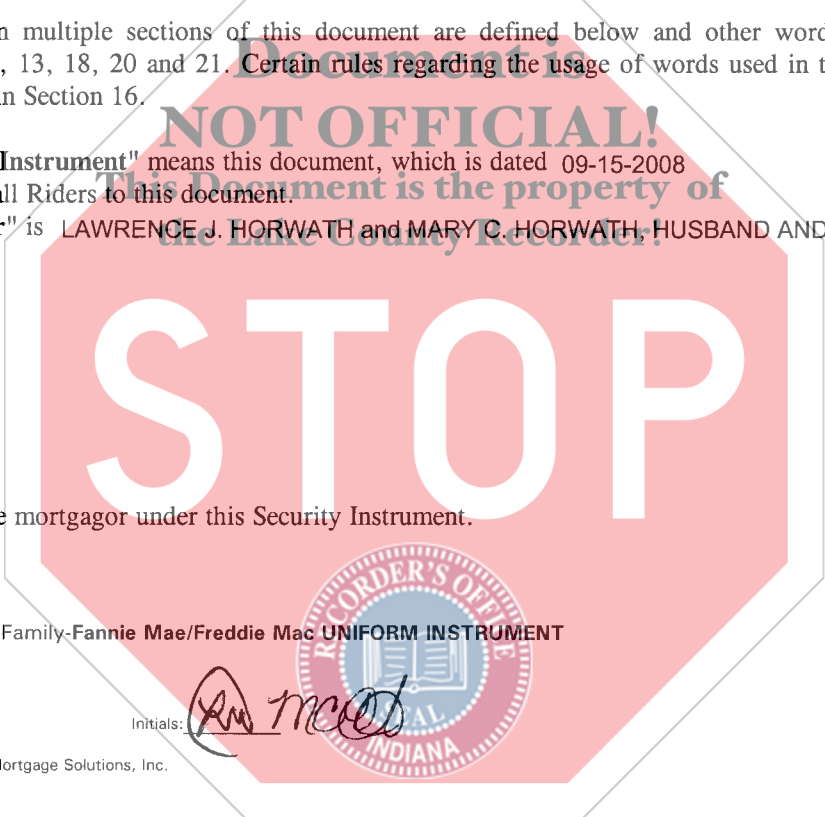 n multiple sections of this document are defined below and other word
, 13, 18, 20 and 21. Certain rules regarding the usage of words used in t
n Section 16.
Document is
NOT OFFICIAL!
This Document is the property of
the Lake County Recorder!
Instrument" means this document, which is dated 09-15-2008
ll Riders to this document.
" is LAWRENCE J. HORWATH and MARY C. HORWATH, HUSBAND AND
STOP
e mortgagor under this Security Instrument.
RECORDER'S OFFICE
SEAL
INDIANA
Family-Fannie Mae/Freddie Mac UNIFORM INSTRUMENT
Initials:
ortgage Solutions, Inc.